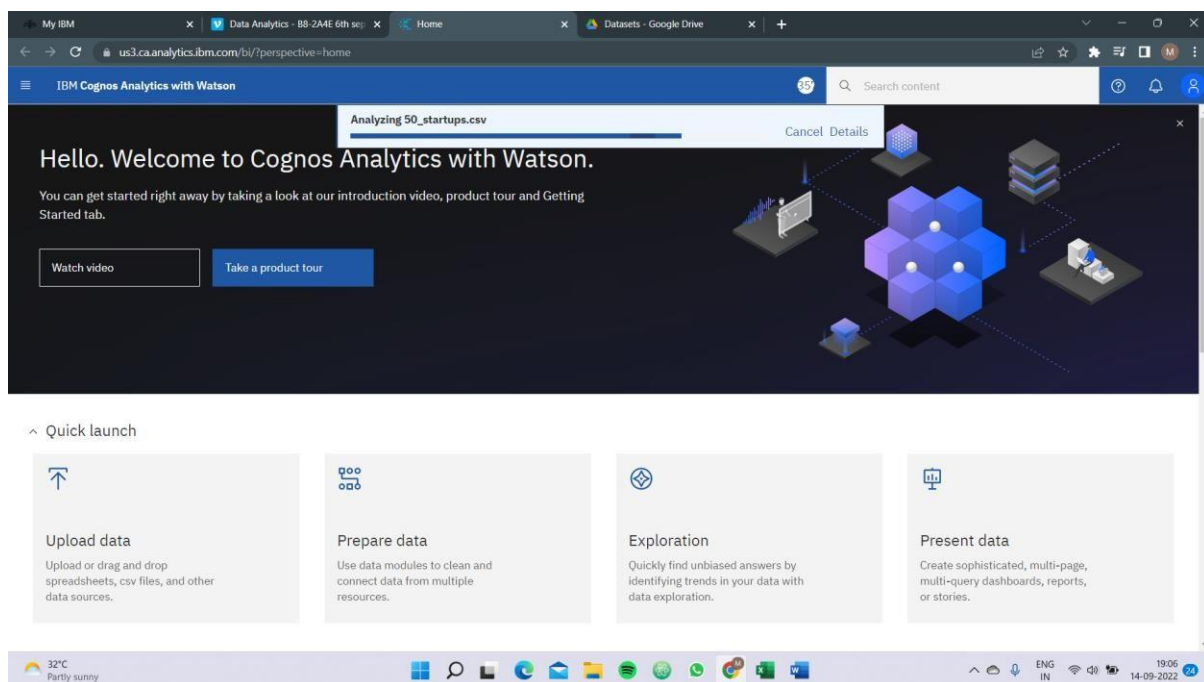 My IBM
Data Analytics - B8-2A4E 6th sep
Home
Datasets - Google Drive
us3.ca.analytics.ibm.com/bi/?perspective=home
M
IBM Cognos Analytics with Watson
Search content
Analyzing 50_startups.csv
Cancel Details
Hello. Welcome to Cognos Analytics with Watson.
You can get started right away by taking a look at our introduction video, product tour and Getting
Started tab.
Watch video
Take a product tour
Quick launch
Upload data
Upload or drag and drop
spreadsheets, csv files, and other
data sources.
Prepare data
Use data modules to clean and
connect data from multiple
resources.
Exploration
Quickly find unbiased answers by
identifying trends in your data with
data exploration.
Present data
Create sophisticated, multi-page,
multi-query dashboards, reports,
or stories.
32°C
Partly sunny
ENG
IN
19:06
14-09-2022
24